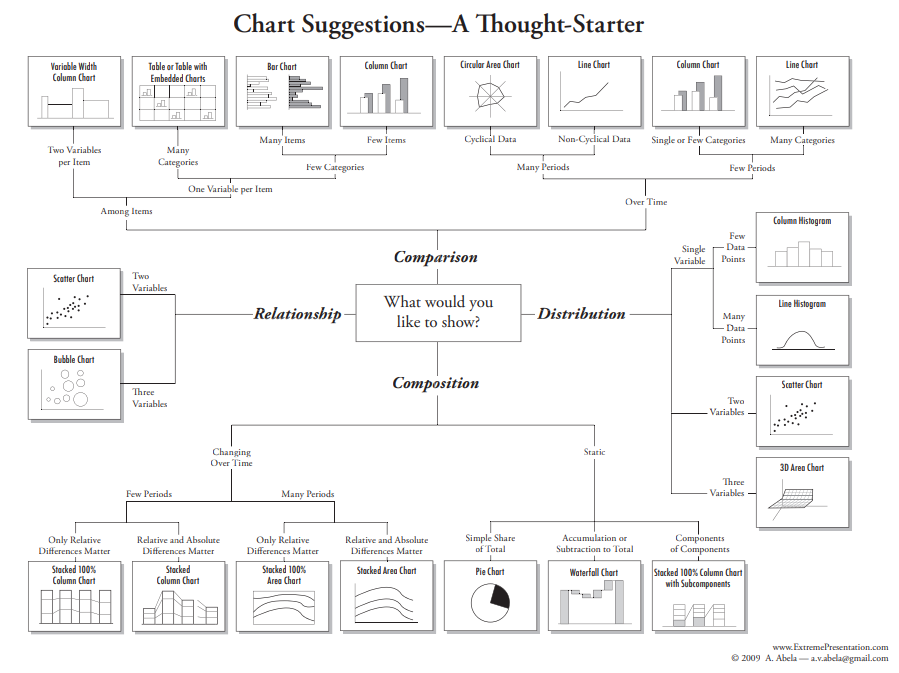 Chart Suggestions—A Thought-Starter
Variable Width
Column Chart
Table or Table with
Embedded Charts
Bar Chart
Column Chart
Circular Area Chart
Line Chart
Column Chart
Line Chart
Two Variables
per Item
Many
Categories
Many Items
Few Items
Cyclical Data
Non-Cyclical Data
Single or Few Categories
Many Categories
Few Categories
Many Periods
Few Periods
One Variable per Item
Among Items
Over Time
Comparison
What would you
like to show?
Relationship
Two
Variables
Scatter Chart
Three
Variables
Bubble Chart
Distribution
Single
Variable
Few
Data
Points
Column Histogram
Many
Data
Points
Line Histogram
Two
Variables
Scatter Chart
Three
Variables
3D Area Chart
Composition
Changing
Over Time
Static
Few Periods
Many Periods
Only Relative
Differences Matter
Relative and Absolute
Differences Matter
Only Relative
Differences Matter
Relative and Absolute
Differences Matter
Simple Share
of Total
Accumulation or
Subtraction to Total
Components
of Components
Stacked 100%
Column Chart
Stacked
Column Chart
Stacked 100%
Area Chart
Stacked Area Chart
Pie Chart
Waterfall Chart
Stacked 100% Column Chart
with Subcomponents
www.ExtremePresentation.com
© 2009 A. Abela — a.v.abela@gmail.com